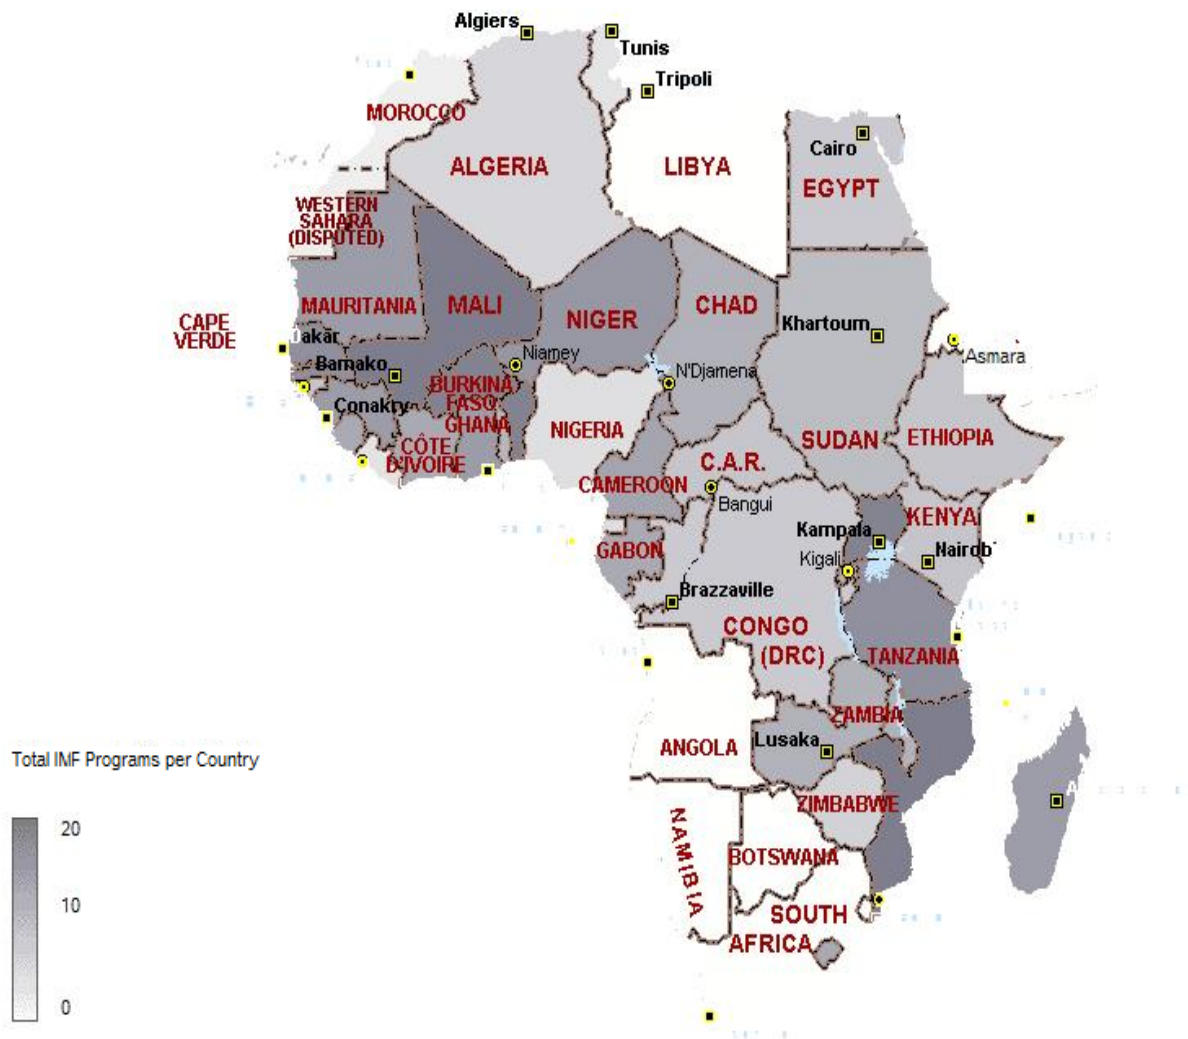 Algiers
Tunis
Tripoli
MOROCCO
Cairo
ALGERIA
LIBYA
EGYPT
WESTERN
SAHARA
(DISPUTED)
MAURITANIA
MALI
NIGER
CHAD
CAPE
VERDE
Khartoum
Dakar
Niamey
Asmara
Bamako
N'Djamena
BURKINA
FASO
Conakry
GHANA
NIGERIA
SUDAN
ETHIOPIA
CÔTE
D'IVOIRE
C.A.R.
CAMEROON
Bangui
KENYA
Kampala
GABON
Nairob
Kigali
Brazzaville
CONGO
(DRC)
TANZANIA
ZAMBIA
Lusaka
ANGOLA
Total IMF Programs per Country
A
ZIMBABWE
20
NAMIBIA
BOTSWANA
10
SOUTH
AFRICA
0